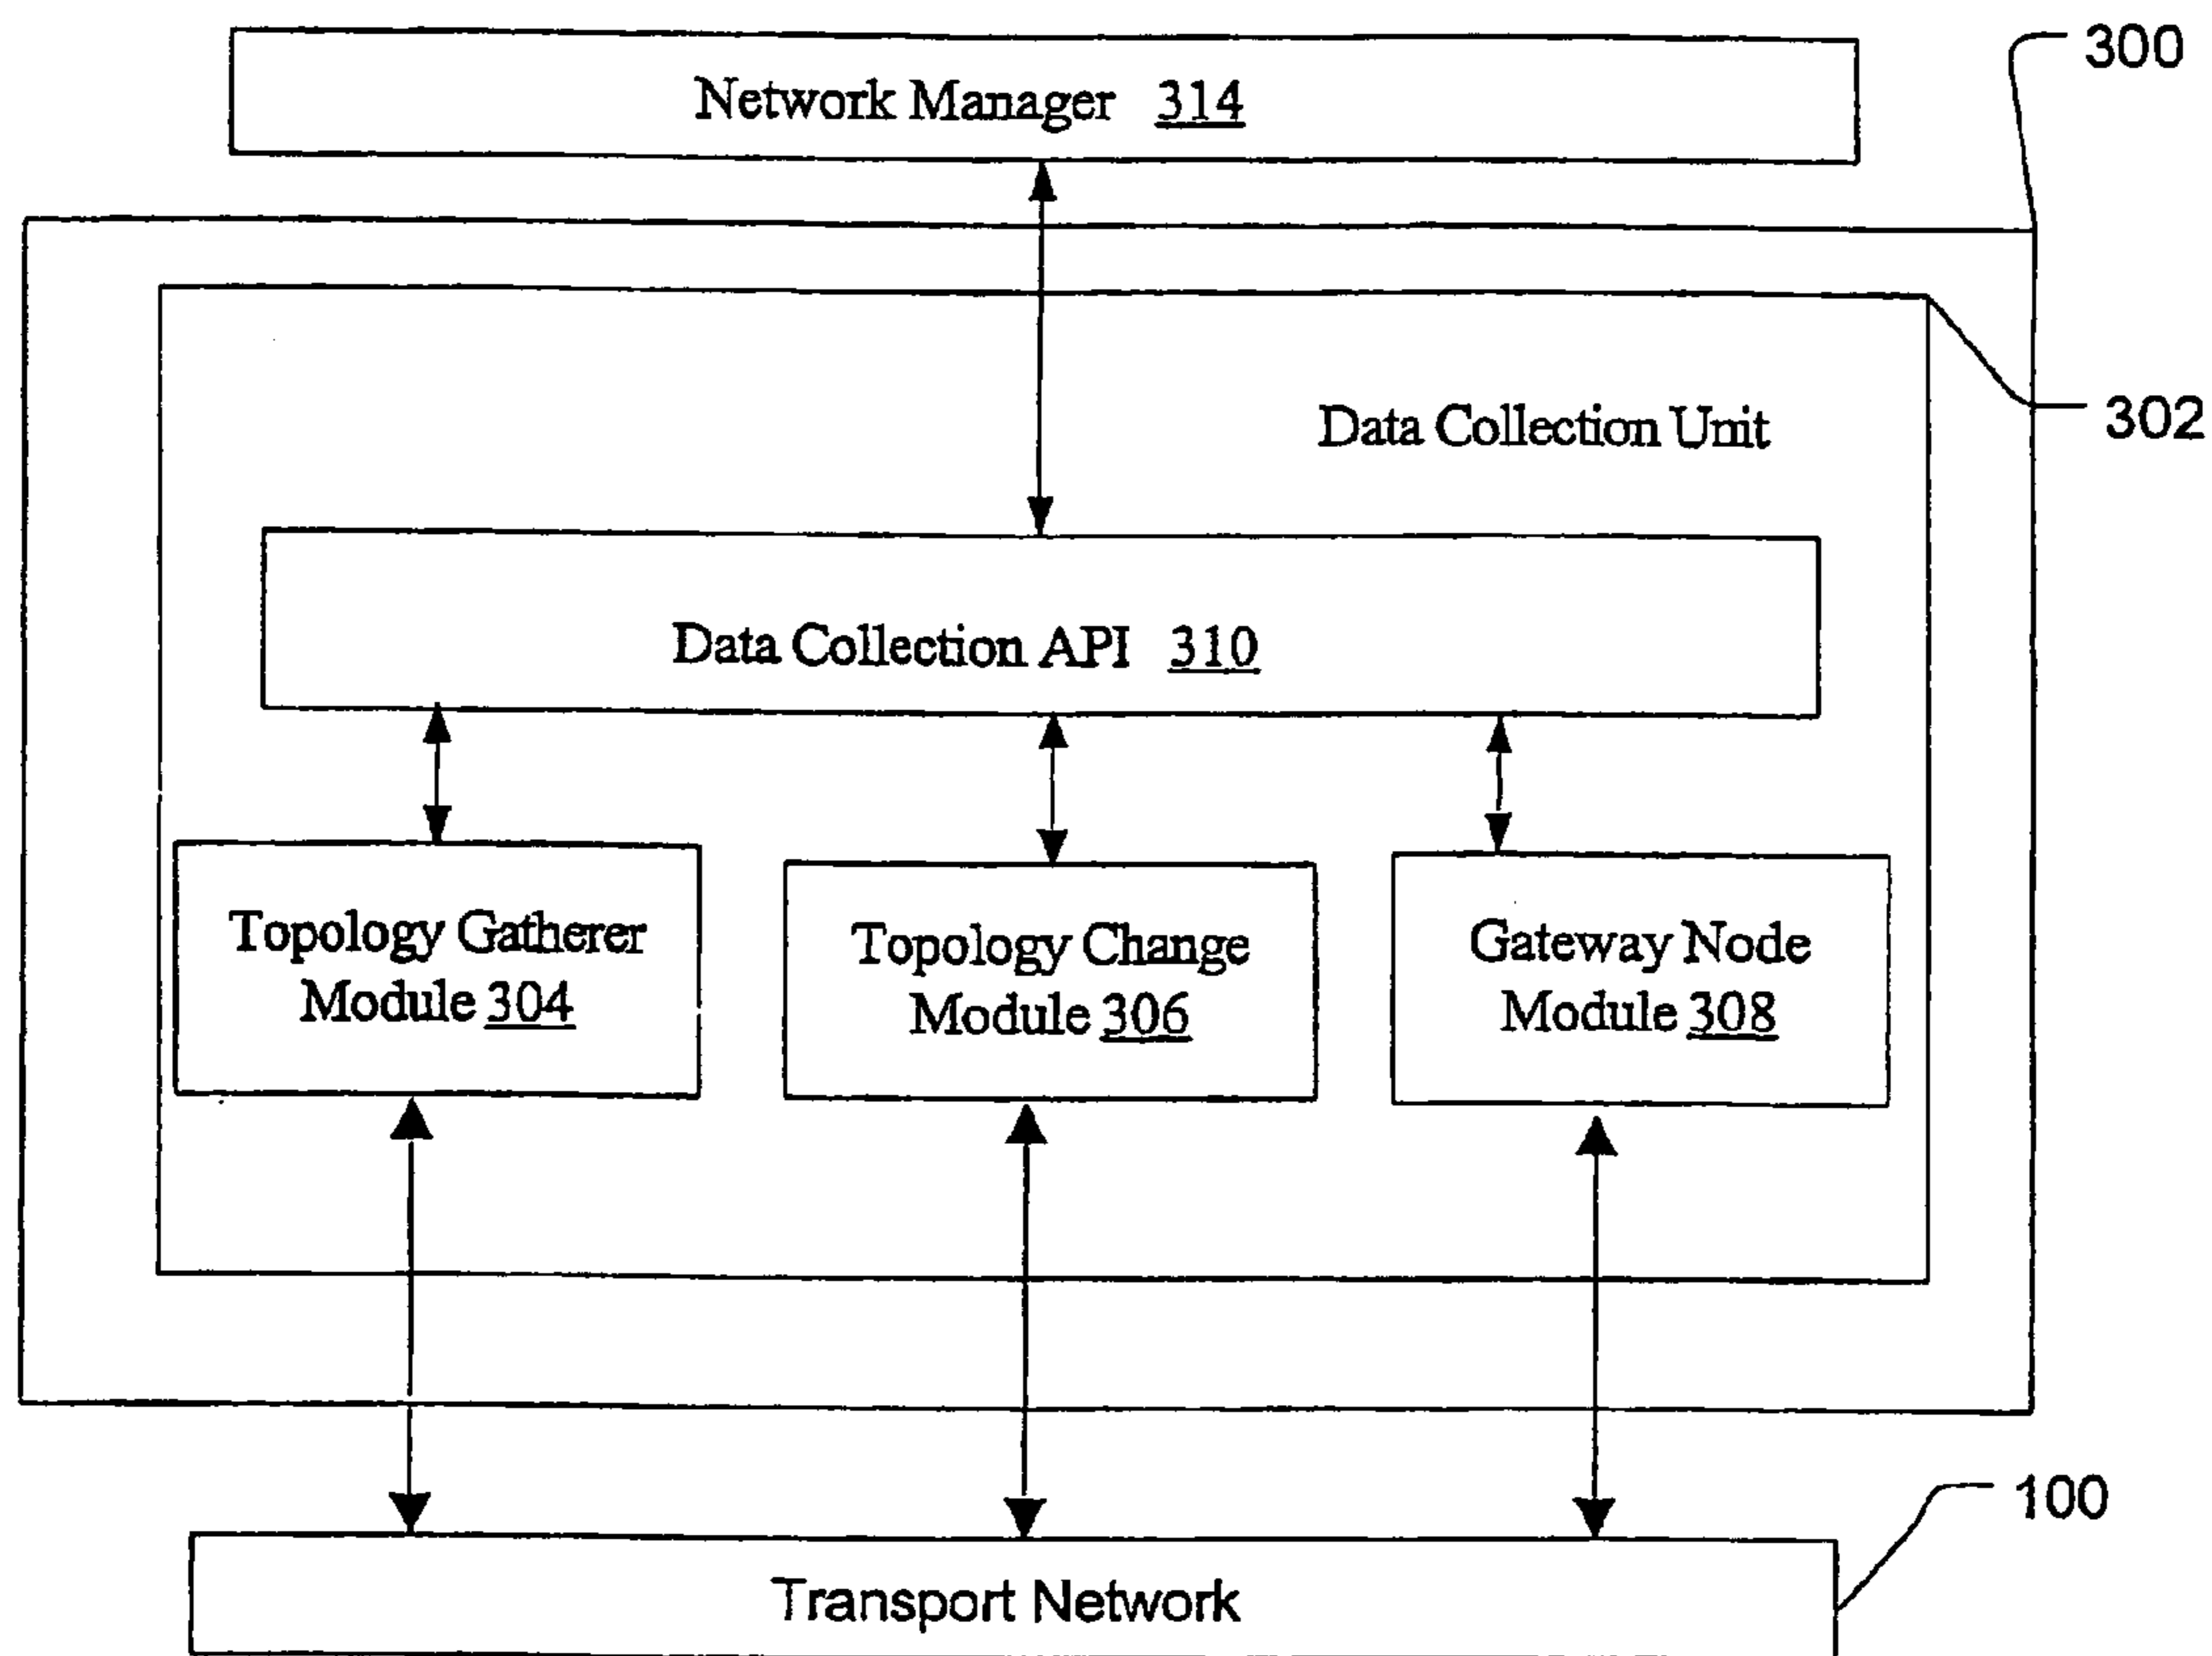 300
Network Manager 314
302
Data Collection Unit
Data Collection API 310
Topology Gatherer
Module 304
Topology Change
Module 306
Gateway Node
Module 308
100
Transport Network